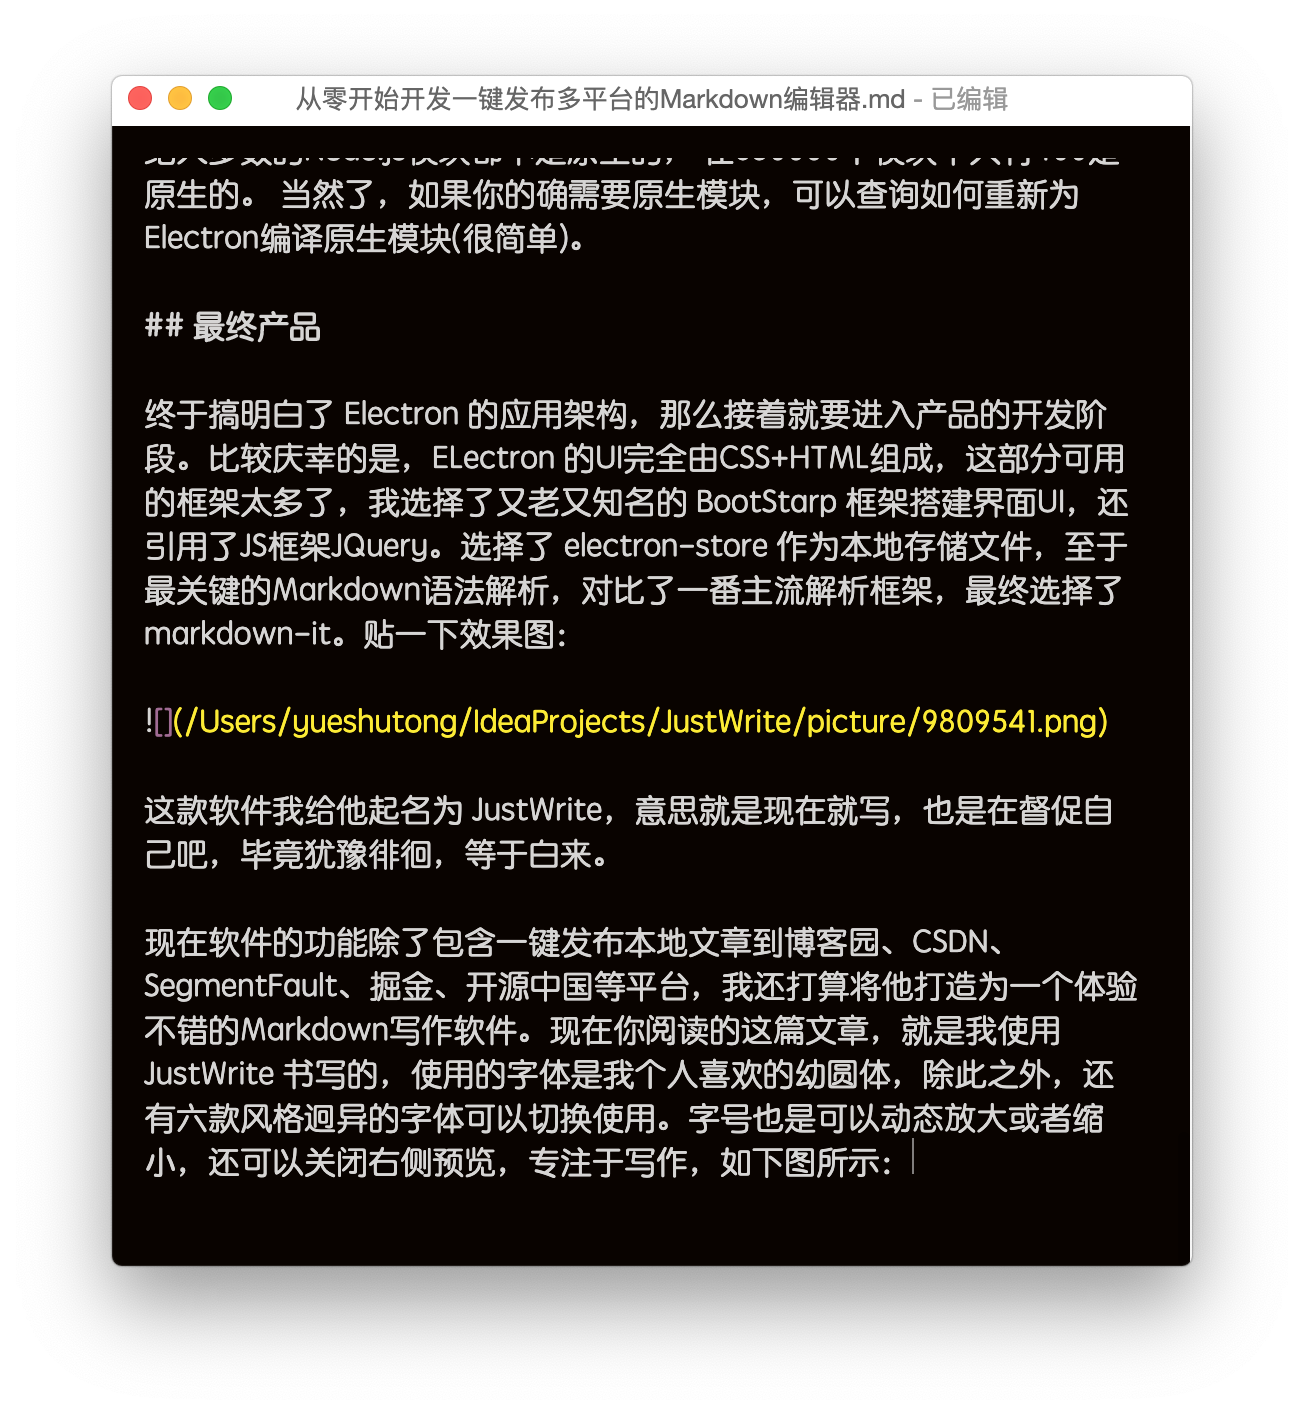 从零开始开发一键发布多平台的Markdown编辑器.md - 已编辑
原生的。 当然了，如果你的确需要原生模块，可以查询如何重新为
Electron编译原生模块(很简单)。
## 最终产品
终于搞明白了 Electron 的应用架构，那么接着就要进入产品的开发阶
段。比较庆幸的是，ELectron 的UI完全由CSS+HTML组成，这部分可用
的框架太多了，我选择了又老又知名的 BootStarp 框架搭建界面UI，还
引用了JS框架JQuery。选择了 electron-store 作为本地存储文件，至于
最关键的Markdown语法解析，对比了一番主流解析框架，最终选择了
markdown-it。贴一下效果图：
![](/Users/yueshutong/IdeaProjects/JustWrite/picture/9809541.png)
这款软件我给他起名为 JustWrite，意思就是现在就写，也是在督促自
己吧，毕竟犹豫徘徊，等于白来。
现在软件的功能除了包含一键发布本地文章到博客园、CSDN、
SegmentFault、掘金、开源中国等平台，我还打算将他打造为一个体验
不错的Markdown写作软件。现在你阅读的这篇文章，就是我使用
JustWrite 书写的，使用的字体是我个人喜欢的幼圆体，除此之外，还
有六款风格迥异的字体可以切换使用。字号也是可以动态放大或者缩
小，还可以关闭右侧预览，专注于写作，如下图所示：